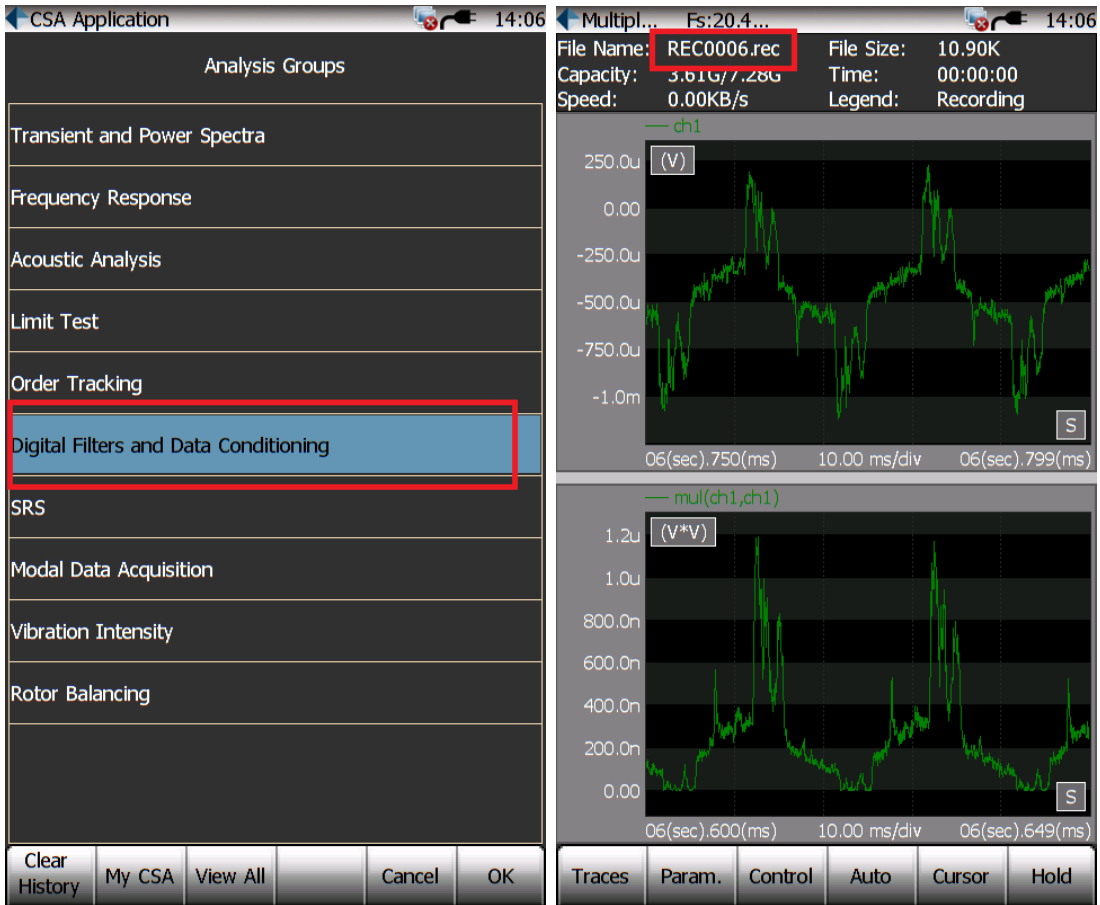 CSA Application 14:06
Analysis Groups
Transient and Power Spectra
Frequency Response
Acoustic Analysis
Limit Test
Order Tracking
Digital Filters and Data Conditioning
SRS
Modal Data Acquisition
Vibration Intensity
Rotor Balancing
Clear History My CSA View All Cancel OK
Multipl... Fs:20.4... 14:06
File Name: REC0006.rec File Size: 10.90K
Capacity: 3.61G/7.28G Time: 00:00:00
Speed: 0.00KB/s Legend: Recording
ch1
(V)
250.0u
0.00
-250.0u
-500.0u
-750.0u
-1.0m
S
06(sec).750(ms) 10.00 ms/div 06(sec).799(ms)
mul(ch1,ch1)
(V*V)
1.2u
1.0u
800.0n
600.0n
400.0n
200.0n
0.00
S
06(sec).600(ms) 10.00 ms/div 06(sec).649(ms)
Traces Param. Control Auto Cursor Hold